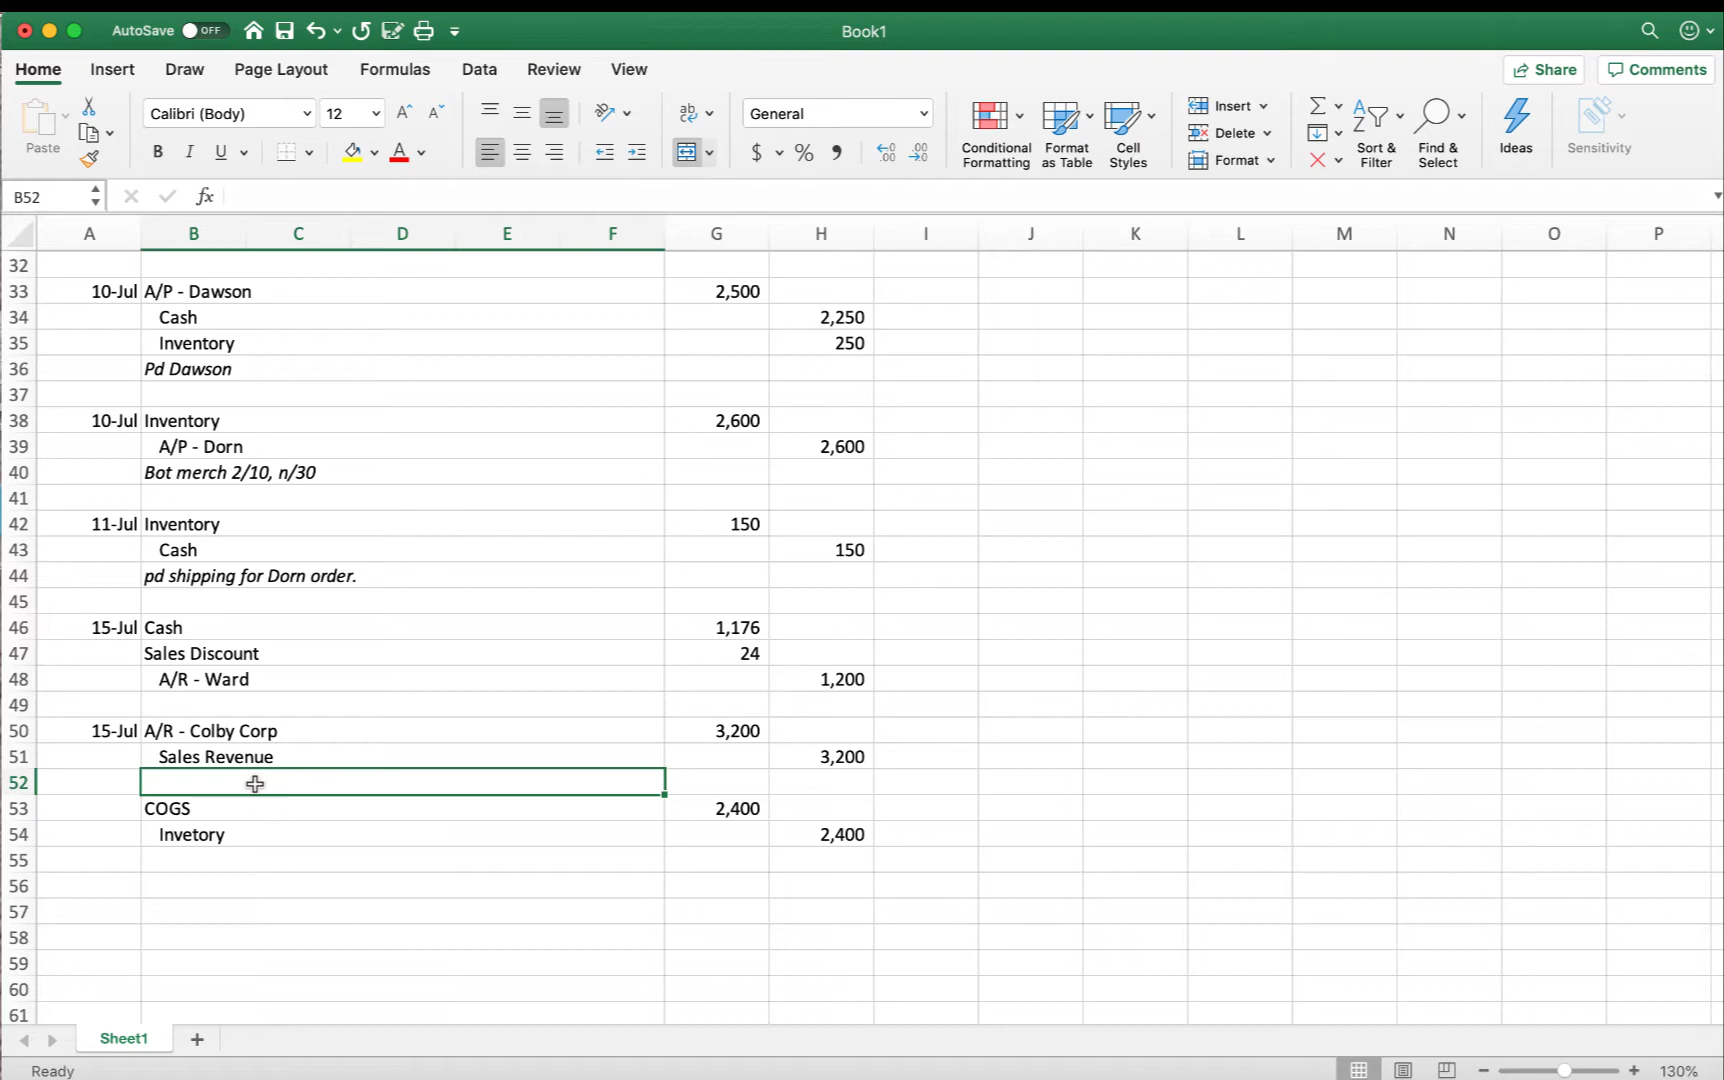 AutoSave OFF Book1
Home Insert Draw Page Layout Formulas Data Review View Share Comments
Paste Calibri (Body) 12 A^ Aˇ ab General Conditional Formatting Format as Table Cell Styles Insert Delete Format Sort & Filter Find & Select Ideas Sensitivity
B I U A $ % ,
B52 fx
A B C D E F G H I J K L M N O P
32
33 10-Jul A/P - Dawson 2,500
34 Cash 2,250
35 Inventory 250
36 Pd Dawson
37
38 10-Jul Inventory 2,600
39 A/P - Dorn 2,600
40 Bot merch 2/10, n/30
41
42 11-Jul Inventory 150
43 Cash 150
44 pd shipping for Dorn order.
45
46 15-Jul Cash 1,176
47 Sales Discount 24
48 A/R - Ward 1,200
49
50 15-Jul A/R - Colby Corp 3,200
51 Sales Revenue 3,200
52
53 COGS 2,400
54 Invetory 2,400
55
56
57
58
59
60
61
Sheet1 +
Ready 130%